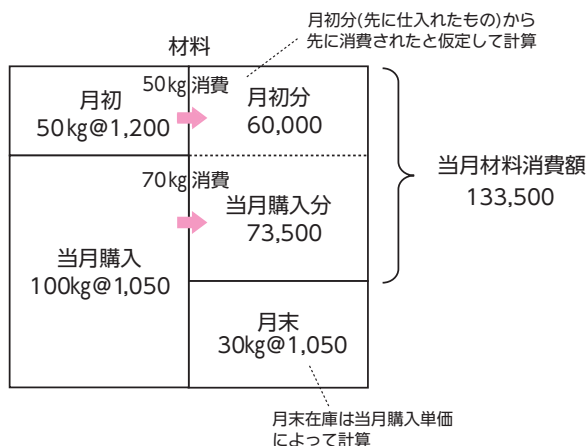 月初分(先に仕入れたもの)から
先に消費されたと仮定して計算
材料
50kg 消費
月初
50kg@1,200
月初分
60,000
70kg 消費
当月購入分
73,500
当月購入
100kg@1,050
当月材料消費額
133,500
月末
30kg@1,050
月末在庫は当月購入単価
によって計算